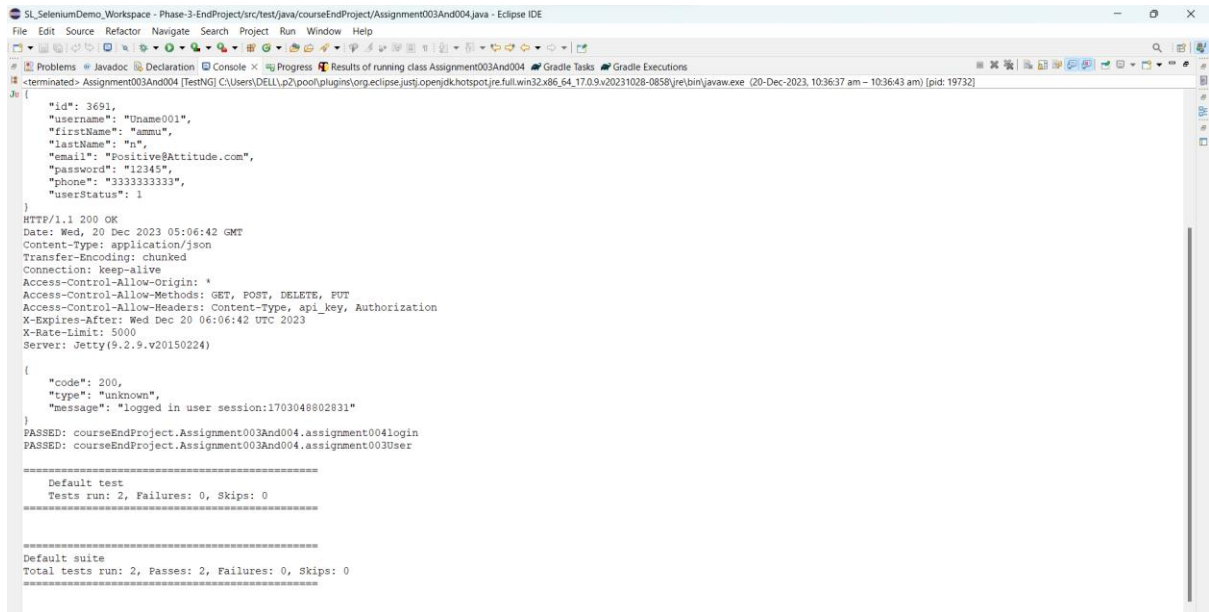 SL_SeleniumDemo_Workspace - Phase-3-EndProject/src/test/java/courseEndProject/Assignment003And004.java - Eclipse IDE
File Edit Source Refactor Navigate Search Project Run Window Help
Problems Javadoc Declaration Console Progress Results of running class Assignment003And004 Gradle Tasks Gradle Executions
<terminated> Assignment003And004 [TestNG] C:\Users\DELL\.p2\pool\plugins\org.eclipse.justj.openjdk.hotspot.jre.full.win32.x86_64_17.0.9.v20231028-0858\jre\bin\javaw.exe (20-Dec-2023, 10:36:37 am – 10:36:43 am) [pid: 19732]
{
"id": 3691,
"username": "Uname001",
"firstName": "ammu",
"lastName": "n",
"email": "Positive@Attitude.com",
"password": "12345",
"phone": "3333333333",
"userStatus": 1
}
HTTP/1.1 200 OK
Date: Wed, 20 Dec 2023 05:06:42 GMT
Content-Type: application/json
Transfer-Encoding: chunked
Connection: keep-alive
Access-Control-Allow-Origin: *
Access-Control-Allow-Methods: GET, POST, DELETE, PUT
Access-Control-Allow-Headers: Content-Type, api_key, Authorization
X-Expires-After: Wed Dec 20 06:06:42 UTC 2023
X-Rate-Limit: 5000
Server: Jetty(9.2.9.v20150224)
{
"code": 200,
"type": "unknown",
"message": "logged in user session:1703048802831"
}
PASSED: courseEndProject.Assignment003And004.assignment004login
PASSED: courseEndProject.Assignment003And004.assignment003User
===============================================
Default test
Tests run: 2, Failures: 0, Skips: 0
===============================================
===============================================
Default suite
Total tests run: 2, Passes: 2, Failures: 0, Skips: 0
===============================================